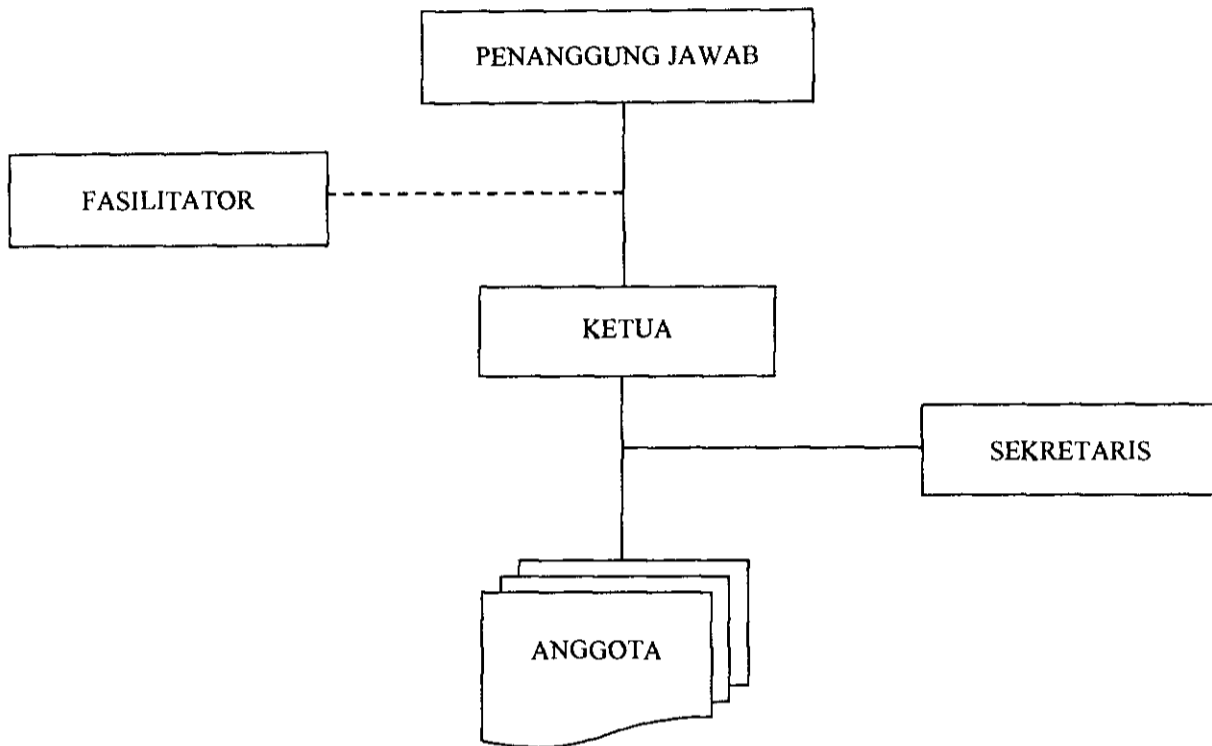 PENANGGUNG JAWAB
FASILITATOR
KETUA
SEKRETARIS
ANGGOTA